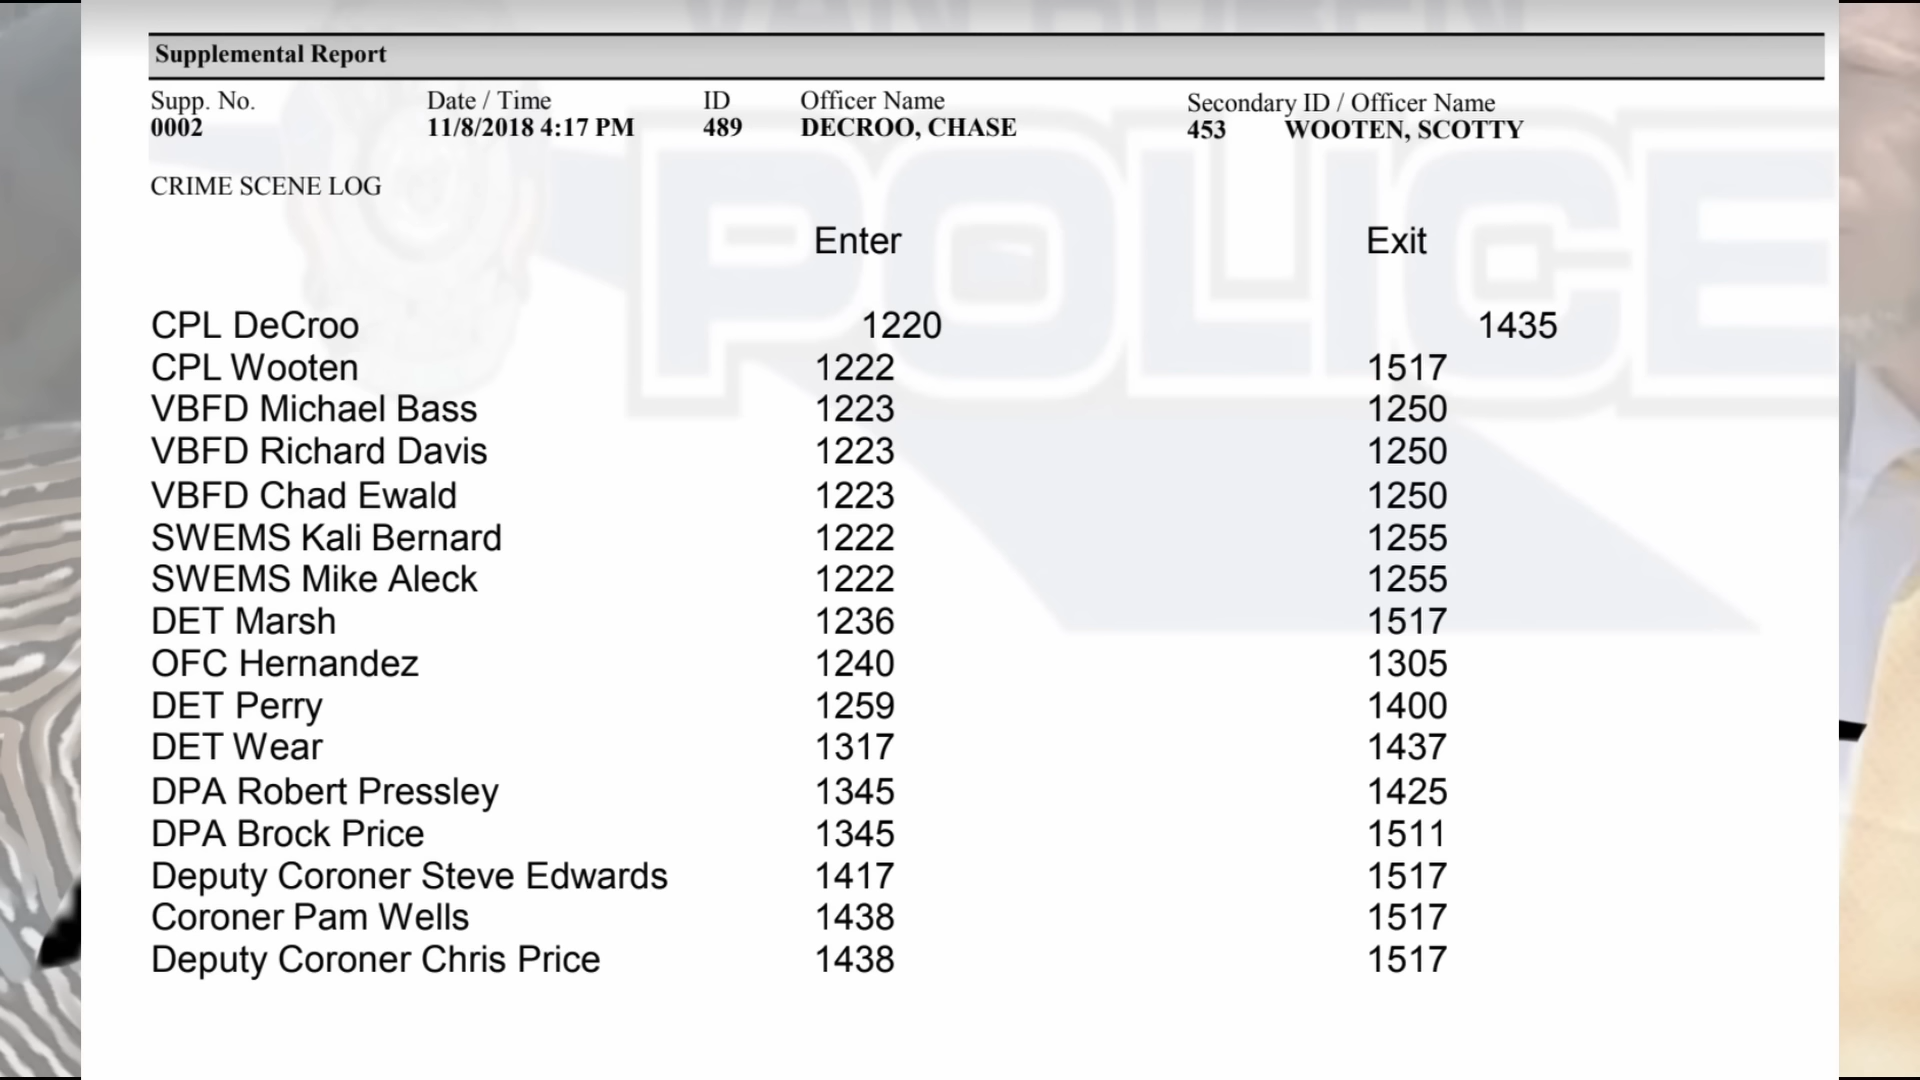 VAN BUREN
Supplemental Report
Supp. No. Date / Time ID Officer Name Secondary ID / Officer Name
0002 11/8/2018 4:17 PM 489 DECROO, CHASE 453 WOOTEN, SCOTTY
CRIME SCENE LOG
POLICE
Enter Exit
CPL DeCroo 1220 1435
CPL Wooten 1222 1517
VBFD Michael Bass 1223 1250
VBFD Richard Davis 1223 1250
VBFD Chad Ewald 1223 1250
SWEMS Kali Bernard 1222 1255
SWEMS Mike Aleck 1222 1255
DET Marsh 1236 1517
OFC Hernandez 1240 1305
DET Perry 1259 1400
DET Wear 1317 1437
DPA Robert Pressley 1345 1425
DPA Brock Price 1345 1511
Deputy Coroner Steve Edwards 1417 1517
Coroner Pam Wells 1438 1517
Deputy Coroner Chris Price 1438 1517